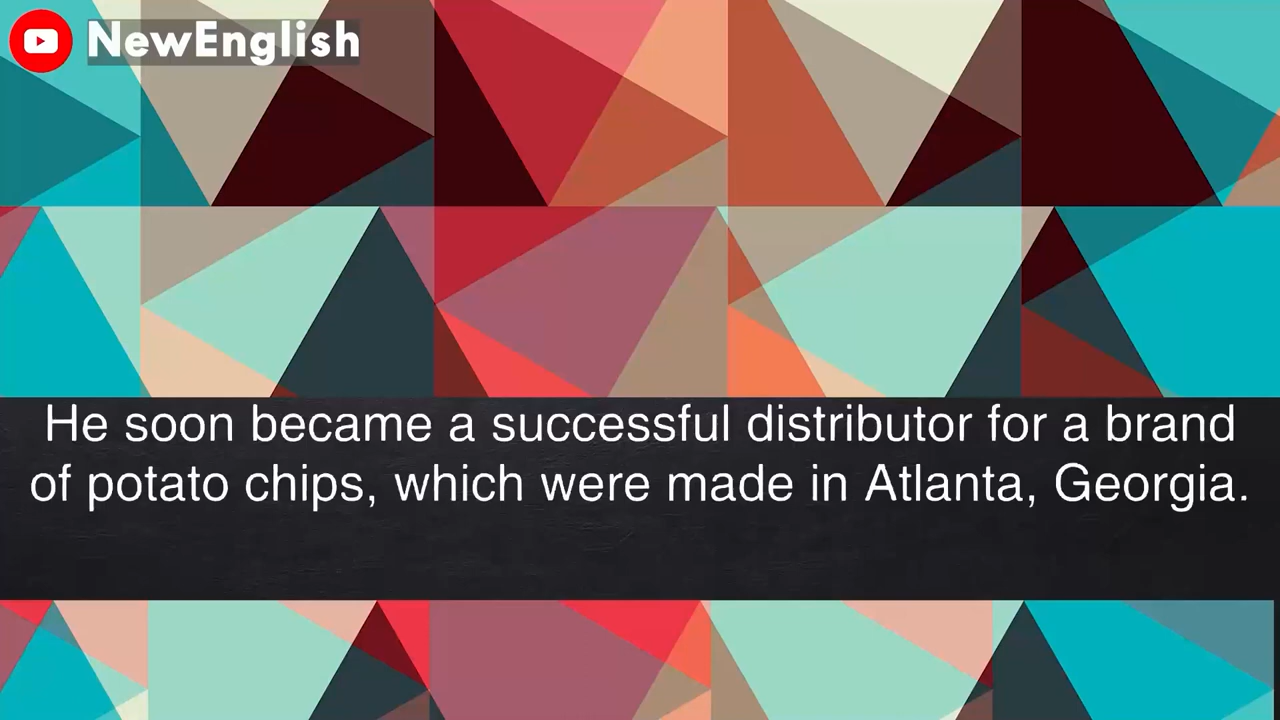 NewEnglish
He soon became a successful distributor for a brand
of potato chips, which were made in Atlanta, Georgia.